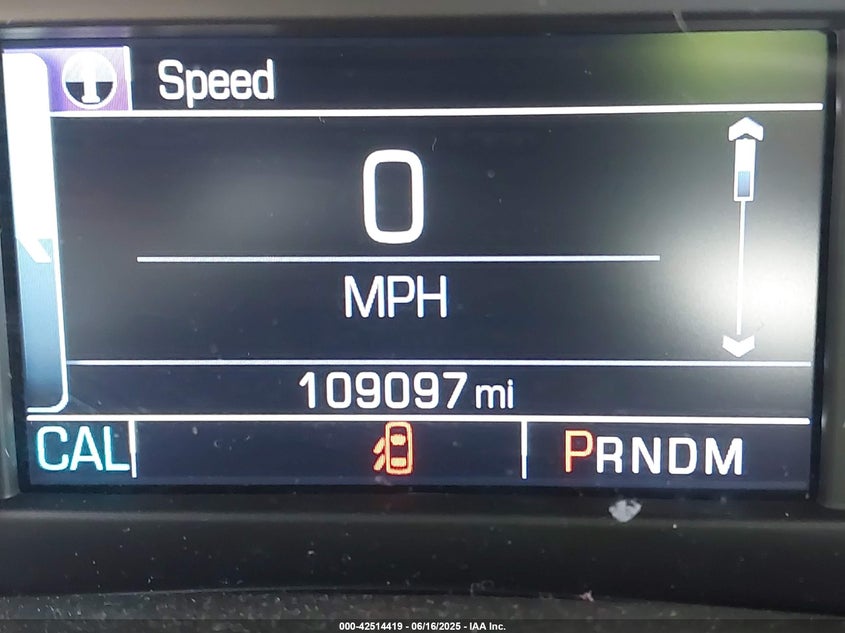 Speed
0
MPH
109097 mi
CAL
PRNDM
000-42514419 - 06/16/2025 - IAA Inc.